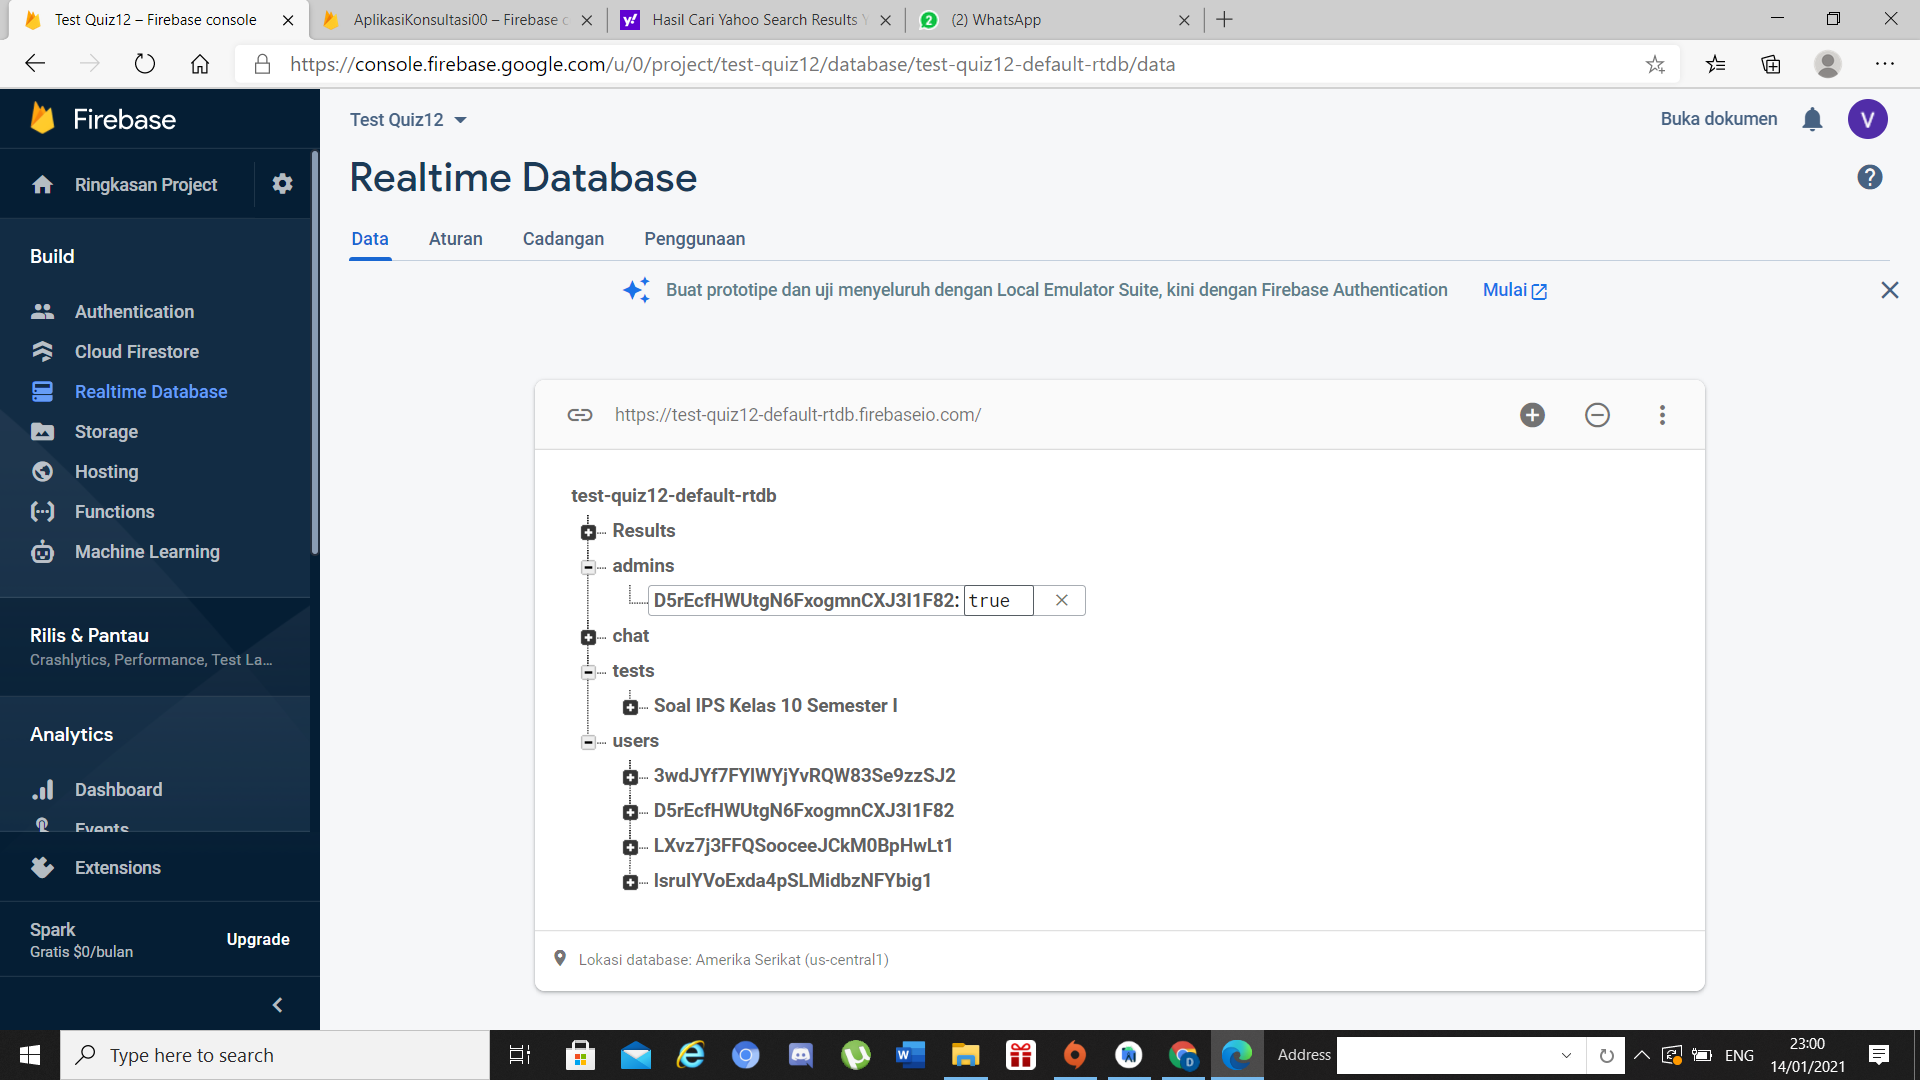 Test Quiz12 – Firebase console
AplikasiKonsultasi00 – Firebase c
Hasil Cari Yahoo Search Results Y
(2) WhatsApp
https://console.firebase.google.com/u/0/project/test-quiz12/database/test-quiz12-default-rtdb/data
Firebase
Test Quiz12
Buka dokumen
V
Ringkasan Project
Realtime Database
Data
Aturan
Cadangan
Penggunaan
Buat prototipe dan uji menyeluruh dengan Local Emulator Suite, kini dengan Firebase Authentication
Mulai
Build
Authentication
Cloud Firestore
Realtime Database
Storage
Hosting
Functions
Machine Learning
Rilis & Pantau
Crashlytics, Performance, Test La...
Analytics
Dashboard
Events
Extensions
Spark
Gratis $0/bulan
Upgrade
https://test-quiz12-default-rtdb.firebaseio.com/
test-quiz12-default-rtdb
Results
admins
D5rEcfHWUtgN6FxogmnCXJ3I1F82: true
chat
tests
Soal IPS Kelas 10 Semester I
users
3wdJYf7FYlWYjYvRQW83Se9zzSJ2
D5rEcfHWUtgN6FxogmnCXJ3I1F82
LXvz7j3FFQSooceeJCkM0BpHwLt1
lsrulYVoExda4pSLMidbzNFYbig1
Lokasi database: Amerika Serikat (us-central1)
Type here to search
Address
ENG
23:00
14/01/2021